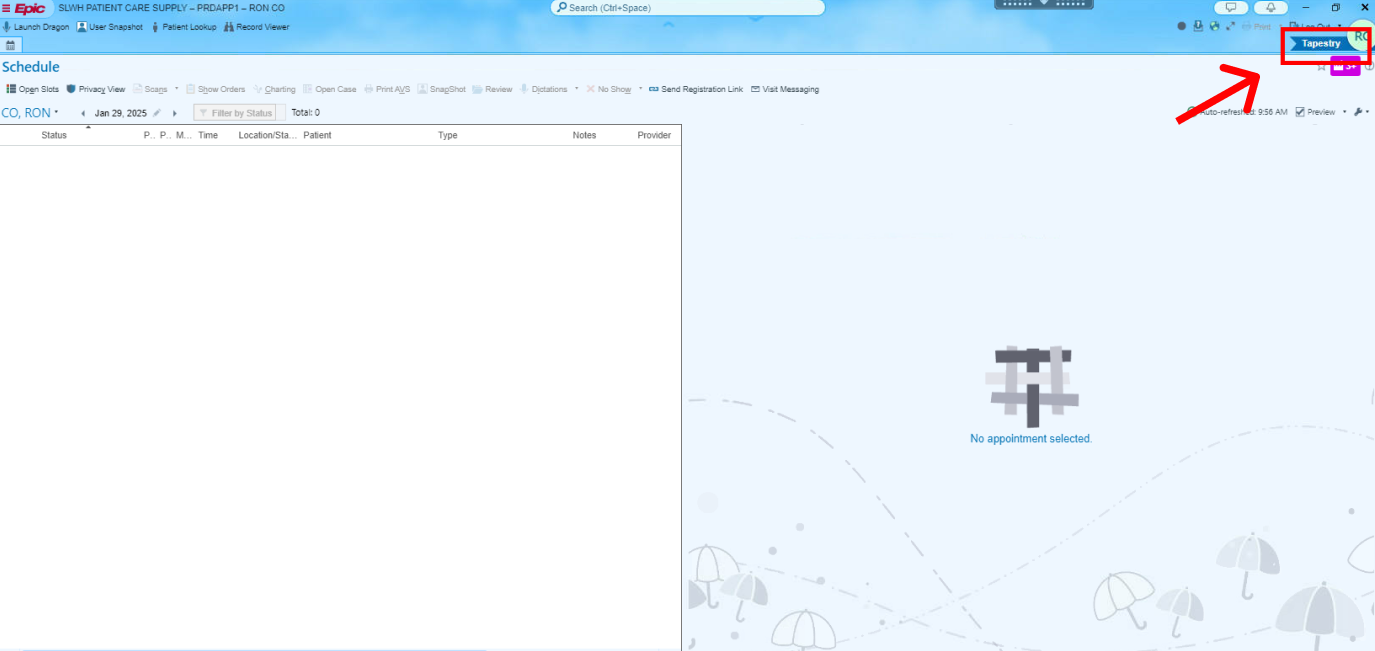 Epic SLWH PATIENT CARE SUPPLY – PRDAPP1 – RON CO Search (Ctrl+Space)
Launch Dragon User Snapshot Patient Lookup Record Viewer Print Log Out
Tapestry
Schedule
Open Slots Privacy View Scans Show Orders Charting Open Case Print AVS SnapShot Review Dictations No Show Send Registration Link Visit Messaging
CO, RON Jan 29, 2025 Filter by Status Total: 0 Auto-refreshed: 9:56 AM Preview
Status P.. P.. M... Time Location/Sta... Patient Type Notes Provider
No appointment selected.